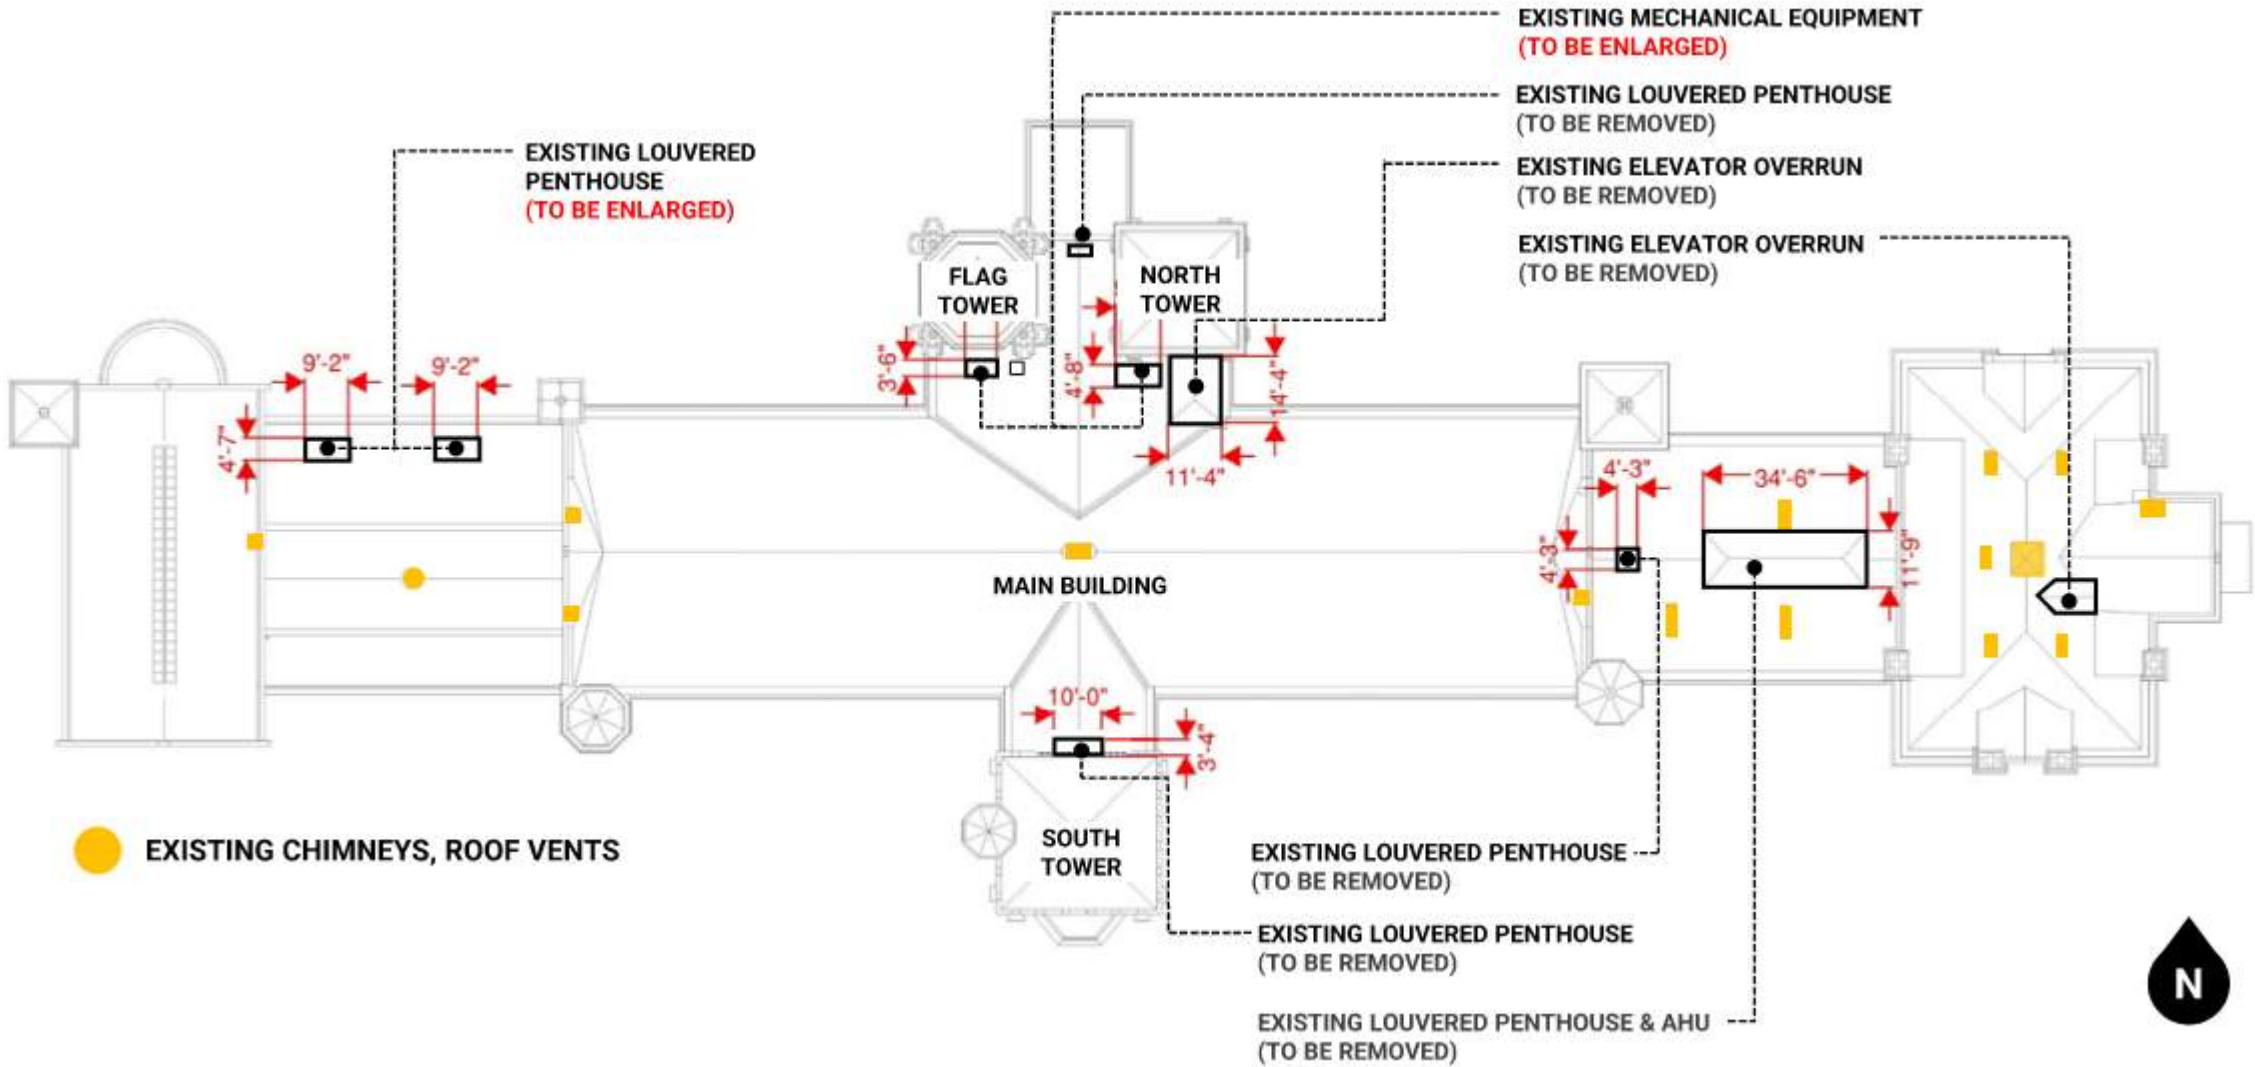 EXISTING MECHANICAL EQUIPMENT
(TO BE ENLARGED)
EXISTING LOUVERED PENTHOUSE
(TO BE REMOVED)
EXISTING LOUVERED
PENTHOUSE
(TO BE ENLARGED)
EXISTING ELEVATOR OVERRUN
(TO BE REMOVED)
EXISTING ELEVATOR OVERRUN
(TO BE REMOVED)
FLAG
TOWER
NORTH
TOWER
9'-2"
9'-2"
4'-7"
3'-6"
4'-8"
14'-4"
11'-4"
4'-3"
34'-6"
4'-3"
11'-9"
MAIN BUILDING
10'-0"
3'-4"
SOUTH
TOWER
EXISTING CHIMNEYS, ROOF VENTS
EXISTING LOUVERED PENTHOUSE
(TO BE REMOVED)
EXISTING LOUVERED PENTHOUSE
(TO BE REMOVED)
EXISTING LOUVERED PENTHOUSE & AHU
(TO BE REMOVED)
N